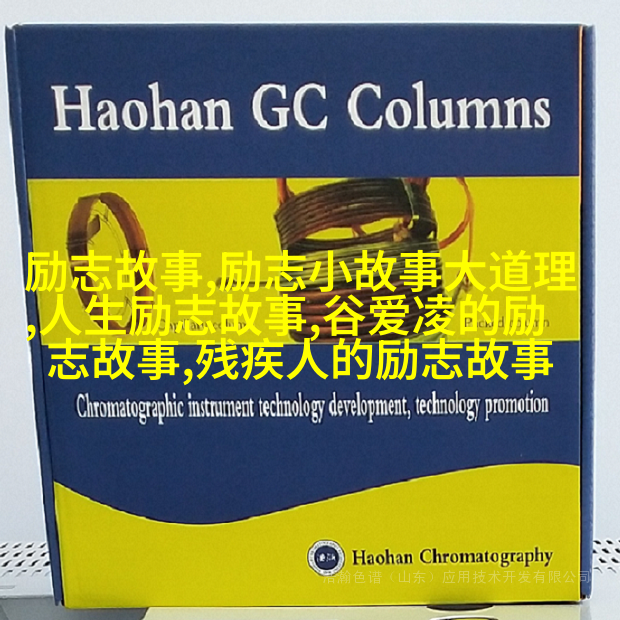 Haohan GC Columns
励志故事,励志小故事大道理
,人生励志故事,谷爱凌的励
志故事,残疾人的励志故事
Chromatographic instrument technology development, technology promotion
Haohan Chromatography
浩瀚色谱（山东）应用技术开发有限公司